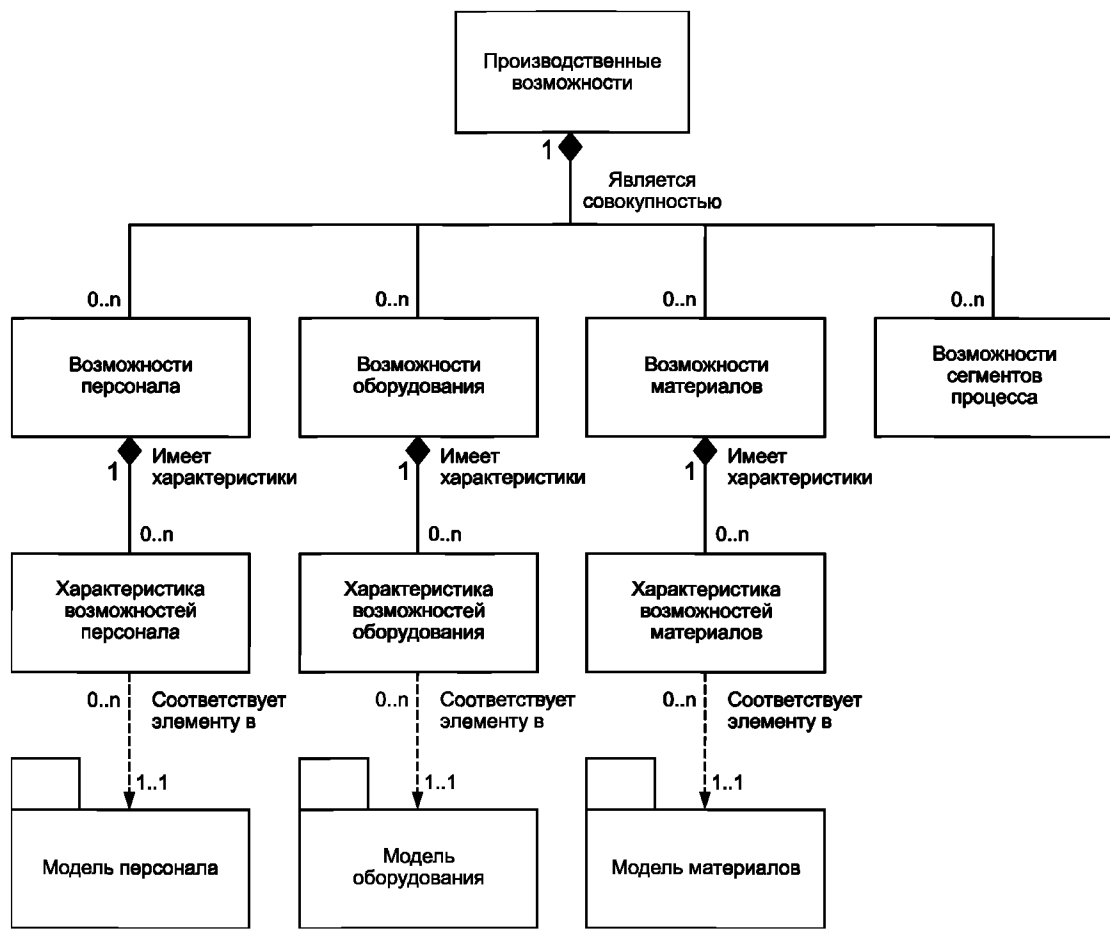 Производственные
возможности
1
Является
совокупностью
0..n
0..n
0..n
0..n
Возможности
персонала
Возможности
оборудования
Возможности
материалов
Возможности
сегментов
процесса
1
Имеет
характеристики
1
Имеет
характеристики
1
Имеет
характеристики
0..n
0..n
0..n
Характеристика
возможностей
персонала
Характеристика
возможностей
оборудования
Характеристика
возможностей
материалов
0..n
Соответствует
элементу в
0..n
Соответствует
элементу в
0..n
Соответствует
элементу в
1..1
1..1
1..1
Модель персонала
Модель
оборудования
Модель материалов